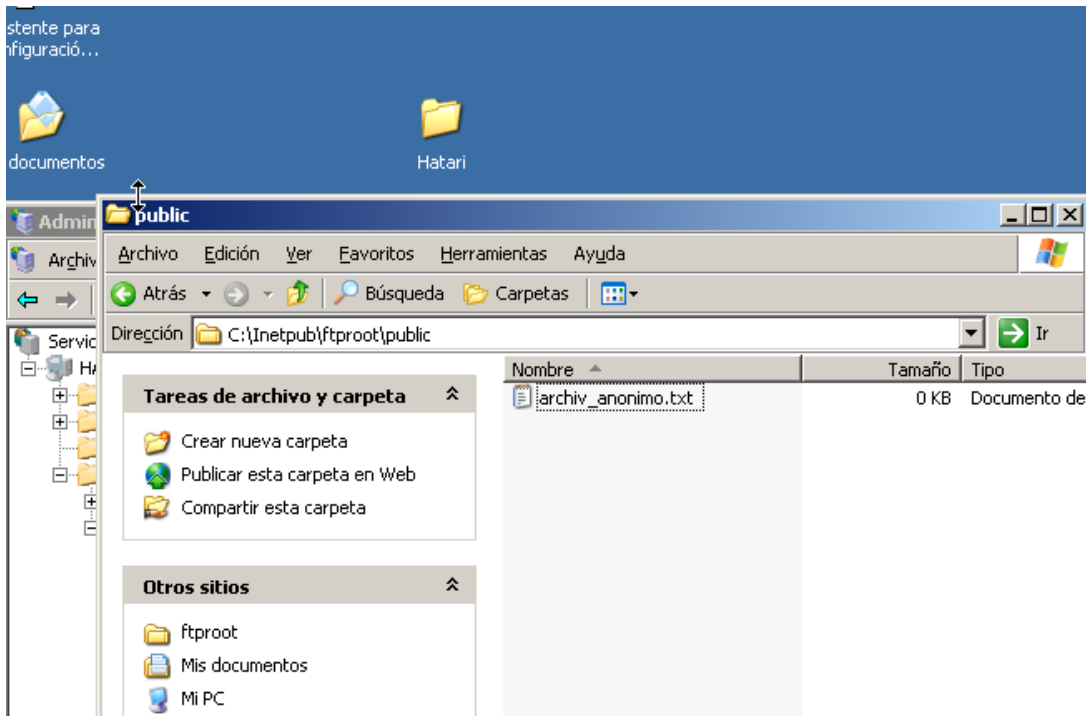 stente para
nfiguració...
documentos
Hatari
Admin
public
Archiv
Archivo Edición Ver Favoritos Herramientas Ayuda
Atrás Búsqueda Carpetas
Servic
Dirección C:\Inetpub\ftproot\public Ir
HA
Nombre Tamaño Tipo
Tareas de archivo y carpeta
archiv_anonimo.txt 0 KB Documento de
Crear nueva carpeta
Publicar esta carpeta en Web
Compartir esta carpeta
Otros sitios
ftproot
Mis documentos
Mi PC